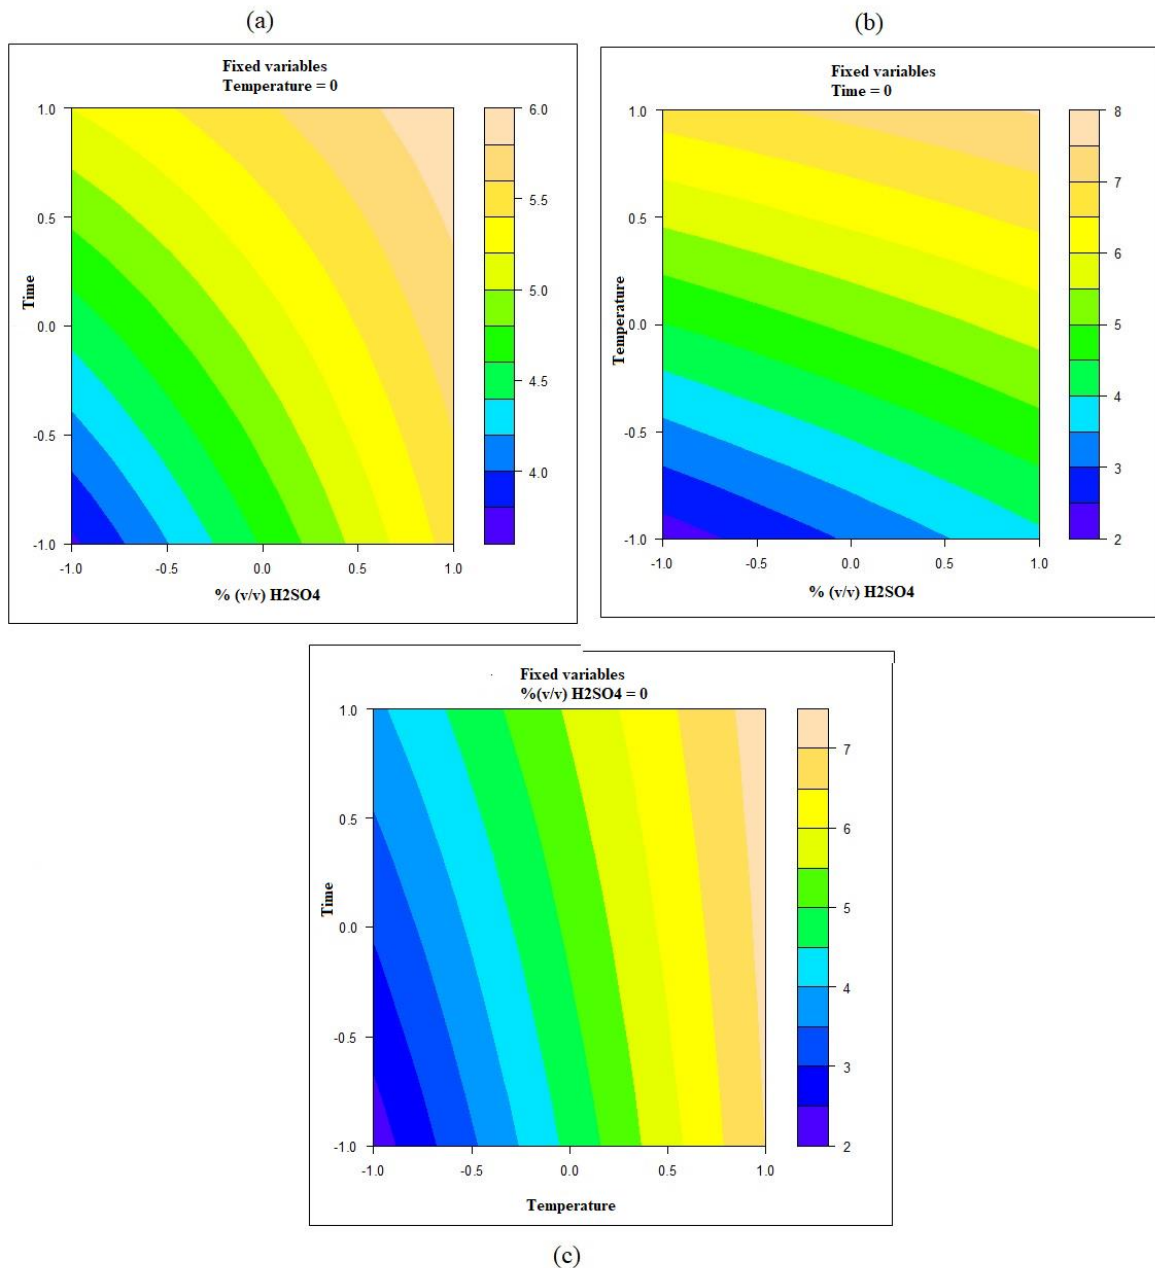 (a)
(b)
Fixed variables
Temperature = 0
1.0
0.5
0.0
-0.5
-1.0
Time
-1.0 -0.5 0.0 0.5 1.0
% (v/v) H2SO4
6.0
5.5
5.0
4.5
4.0
Fixed variables
Time = 0
1.0
0.5
0.0
-0.5
-1.0
Temperature
-1.0 -0.5 0.0 0.5 1.0
% (v/v) H2SO4
8
7
6
5
4
3
2
Fixed variables
%(v/v) H2SO4 = 0
1.0
0.5
0.0
-0.5
-1.0
Time
-1.0 -0.5 0.0 0.5 1.0
Temperature
7
6
5
4
3
2
(c)